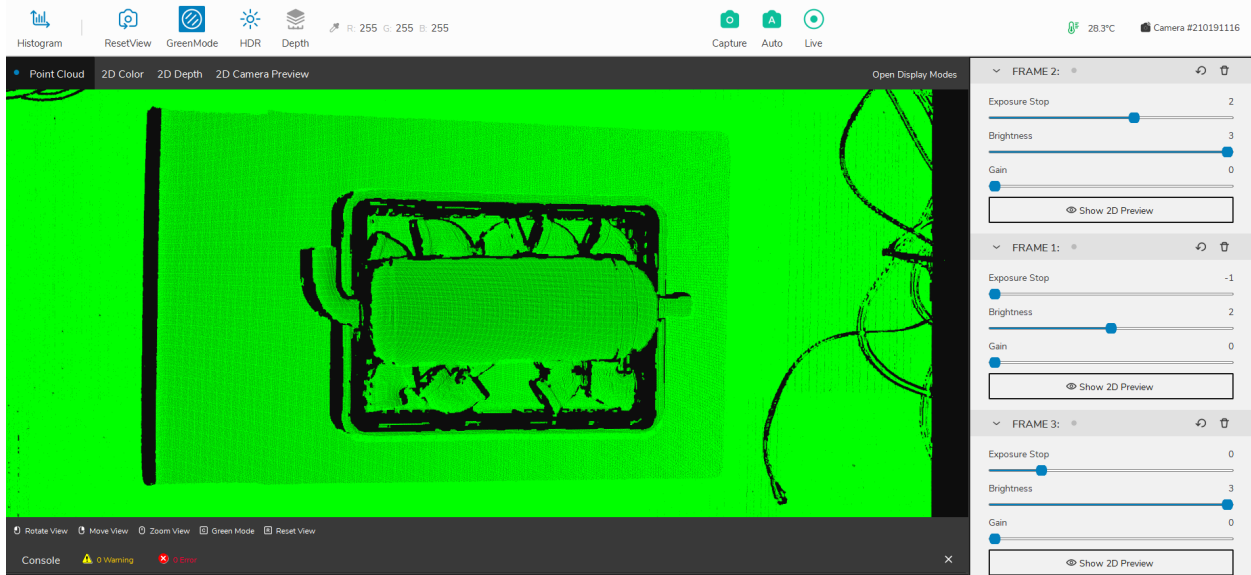 R: 255 G: 255 B: 255
28.3°C
Camera #210191116
Histogram
ResetView
GreenMode
HDR
Depth
Capture
Auto
Live
Point Cloud
2D Color
2D Depth
2D Camera Preview
Open Display Modes
FRAME 2:
Exposure Stop 2
Brightness 3
Gain 0
Show 2D Preview
FRAME 1:
Exposure Stop -1
Brightness 2
Gain 0
Show 2D Preview
FRAME 3:
Exposure Stop 0
Brightness 3
Gain 0
Show 2D Preview
Rotate View
Move View
Zoom View
G Green Mode
R Reset View
Console
0 Warning
0 Error